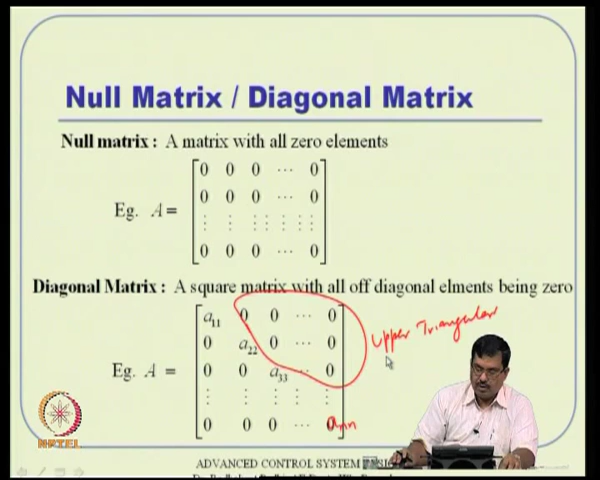 Null Matrix / Diagonal Matrix
Null matrix : A matrix with all zero elements
Eg. A = [0 0 0 ⋯ 0
0 0 0 ⋯ 0
⋮ ⋮ ⋮⋮ ⋮⋮ ⋮
0 0 0 ⋯ 0]
Diagonal Matrix : A square matrix with all off diagonal elments being zero
Eg. A = [a11 0 0 ⋯ 0
0 a22 0 ⋯ 0
0 0 a33 ⋯ 0
⋮ ⋮ ⋮ ⋮ ⋮ ⋮
0 0 0 ⋯ ann]
Upper Triangular
NPTEL
ADVANCED CONTROL SYSTEM